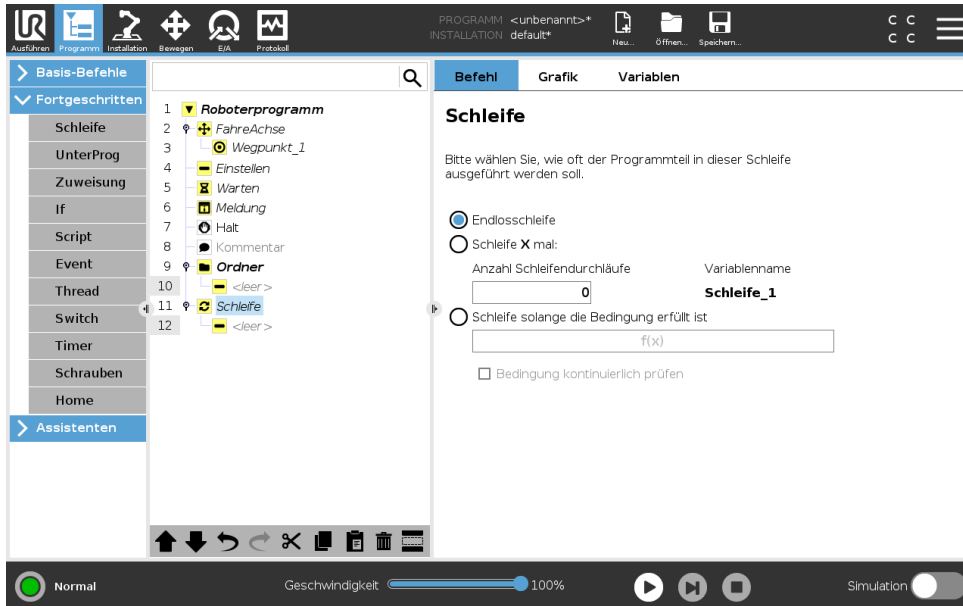 Ausführen Programm Installation Bewegen E/A Protokoll
PROGRAMM <unbenannt>*
INSTALLATION default*
Neu... Öffnen... Speichern...
C C
C C
Basis-Befehle
Fortgeschritten
Schleife
UnterProg
Zuweisung
If
Script
Event
Thread
Switch
Timer
Schrauben
Home
Assistenten
1 Roboterprogramm
2 FahreAchse
3 Wegpunkt_1
4 Einstellen
5 Warten
6 Meldung
7 Halt
8 Kommentar
9 Ordner
10 <leer>
11 Schleife
12 <leer>
Befehl Grafik Variablen
Schleife
Bitte wählen Sie, wie oft der Programmteil in dieser Schleife
ausgeführt werden soll.
Endlosschleife
Schleife X mal:
Anzahl Schleifendurchläufe Variablenname
0 Schleife_1
Schleife solange die Bedingung erfüllt ist
f(x)
Bedingung kontinuierlich prüfen
Normal
Geschwindigkeit 100%
Simulation